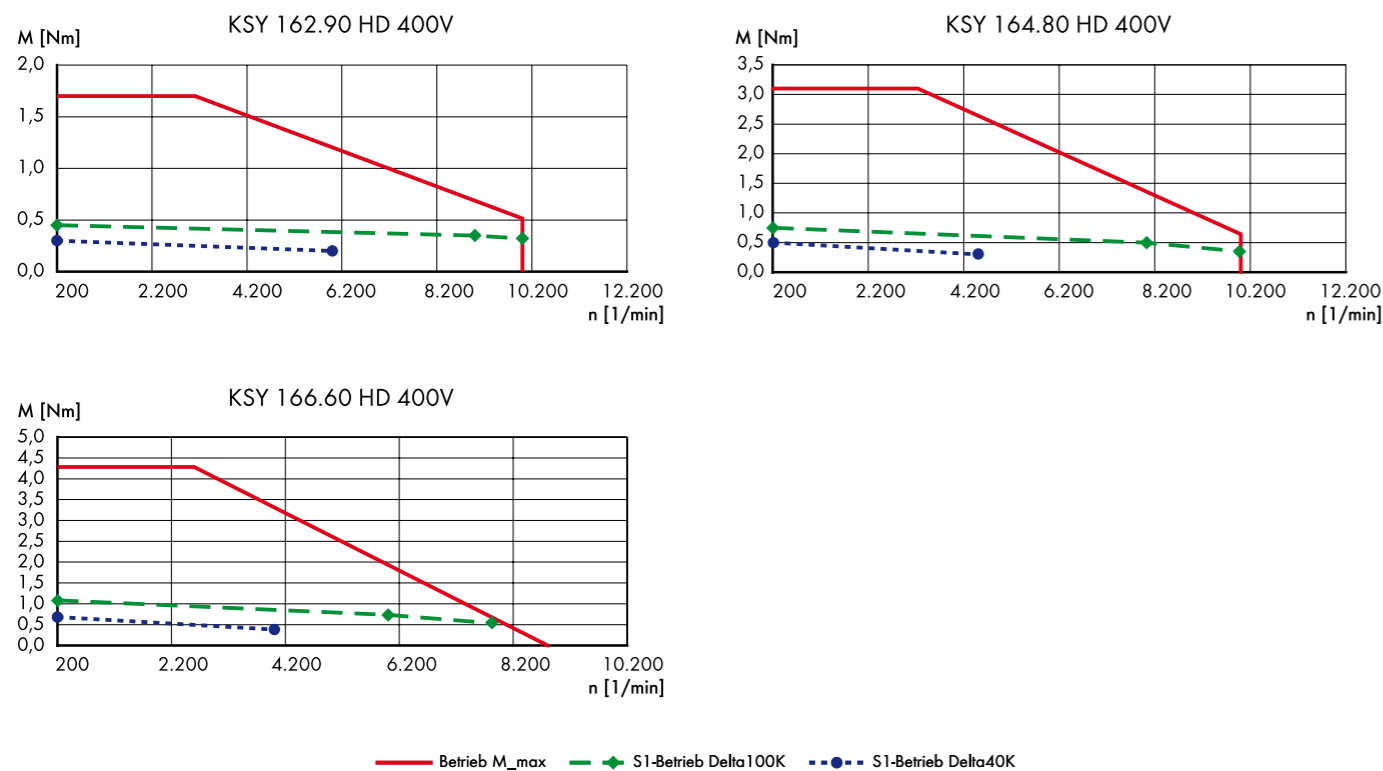 KSY 162.90 HD 400V
M [Nm]
2,0
1,5
1,0
0,5
0,0
200 2.200 4.200 6.200 8.200 10.200 12.200
n [1/min]
KSY 164.80 HD 400V
M [Nm]
3,5
3,0
2,5
2,0
1,5
1,0
0,5
0,0
200 2.200 4.200 6.200 8.200 10.200 12.200
n [1/min]
KSY 166.60 HD 400V
M [Nm]
5,0
4,5
4,0
3,5
3,0
2,5
2,0
1,5
1,0
0,5
0,0
200 2.200 4.200 6.200 8.200 10.200
n [1/min]
Betrieb M_max S1-Betrieb Delta100K S1-Betrieb Delta40K